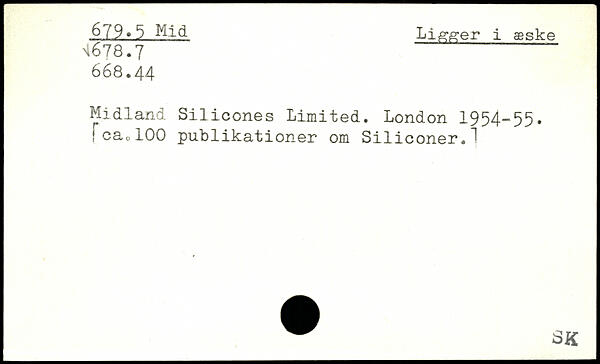 679.5 Mid
Ligger i æske
√678.7
668.44
Midland Silicones Limited. London 1954-55.
[ca.100 publikationer om Siliconer.]
SK